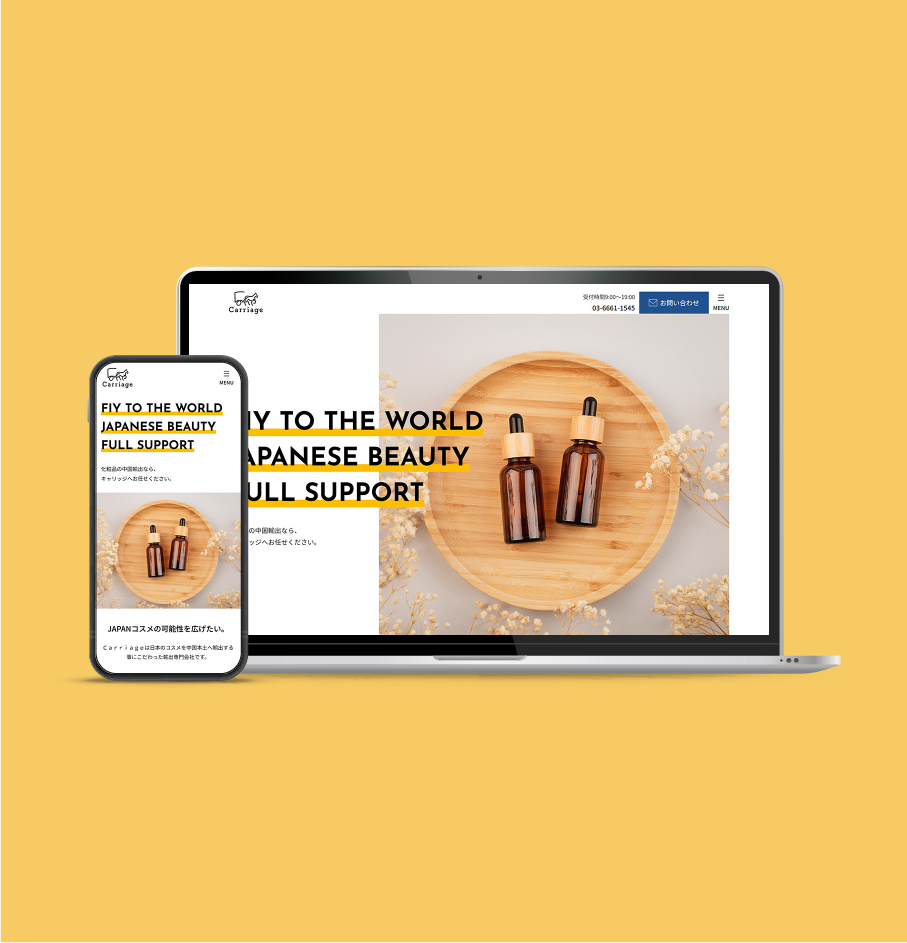 Carriage
受付時間9:00〜19:00
03-6661-1545
お問い合わせ
MENU
IY TO THE WORLD
APANESE BEAUTY
ULL SUPPORT
の中国輸出なら、
ッジへお任せください。
Carriage
MENU
FIY TO THE WORLD
JAPANESE BEAUTY
FULL SUPPORT
化粧品の中国輸出なら、
キャリッジへお任せください。
JAPANコスメの可能性を広げたい。
Ｃａｒｒｉａｇｅは日本のコスメを中国本土へ輸出する
事にこだわった輸出専門会社です。